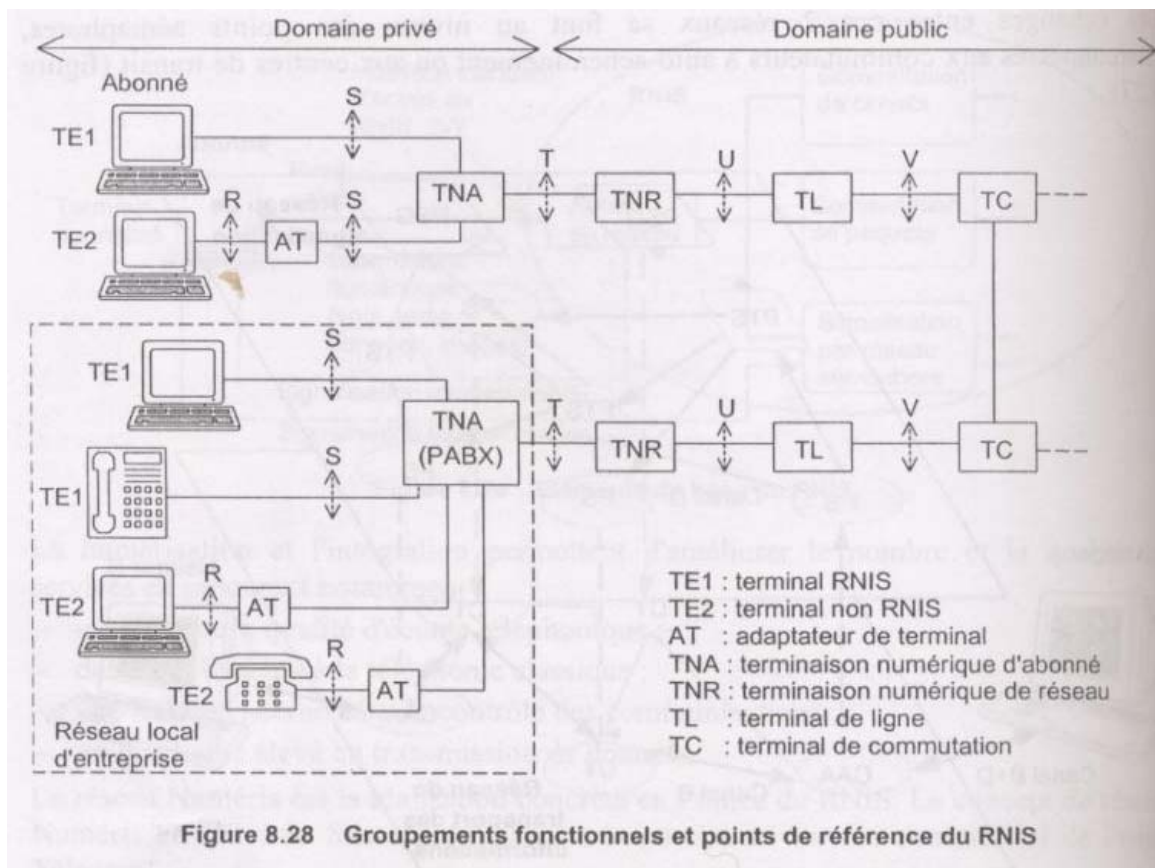 Domaine privé
Domaine public
Abonné
TE1
S
TNA
T
TNR
U
TL
V
TC
TE2
R
AT
S
TE1
S
TNA
(PABX)
T
TNR
U
TL
V
TC
TE1
S
TE2
R
AT
TE2
R
AT
Réseau local
d'entreprise
TE1 : terminal RNIS
TE2 : terminal non RNIS
AT : adaptateur de terminal
TNA : terminaison numérique d'abonné
TNR : terminaison numérique de réseau
TL : terminal de ligne
TC : terminal de commutation
Figure 8.28 Groupements fonctionnels et points de référence du RNIS